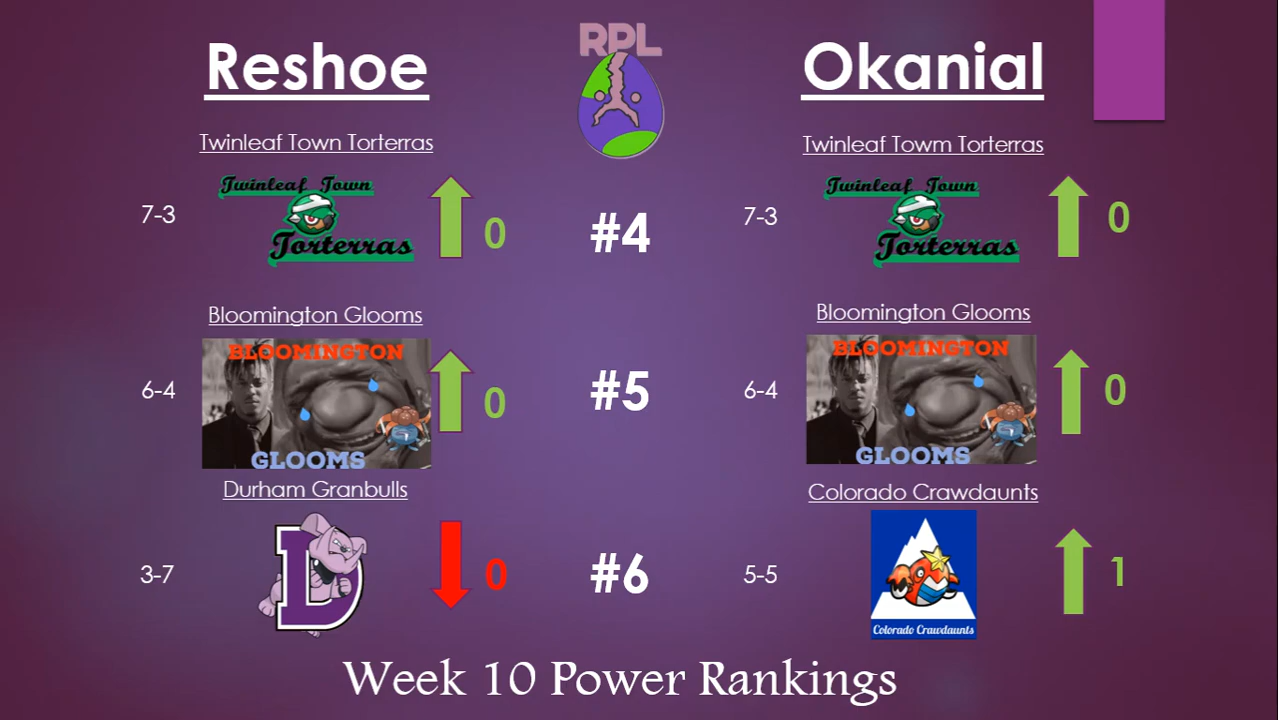 Reshoe
RPL
Okanial
Twinleaf Town Torterras
Twinleaf Towm Torterras
7-3
Twinleaf Town
Torterras
0
#4
7-3
Twinleaf Town
Torterras
0
Bloomington Glooms
Bloomington Glooms
6-4
BLOOMINGTON
GLOOMS
0
#5
6-4
BLOOMINGTON
GLOOMS
0
Durham Granbulls
Colorado Crawdaunts
3-7
D
0
#6
5-5
Colorado Crawdaunts
1
Week 10 Power Rankings